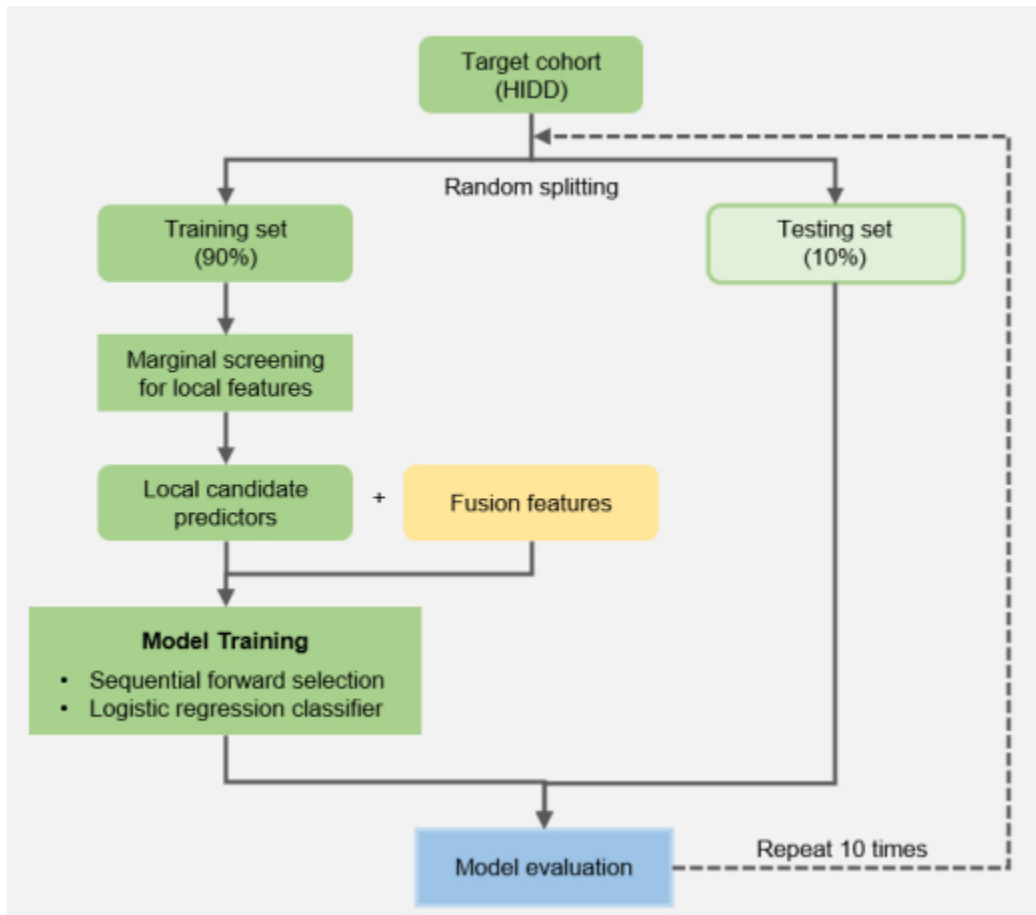 Target cohort
(HIDD)
Random splitting
Training set
(90%)
Testing set
(10%)
Marginal screening
for local features
Local candidate
predictors
+
Fusion features
Model Training
• Sequential forward selection
• Logistic regression classifier
Model evaluation
Repeat 10 times